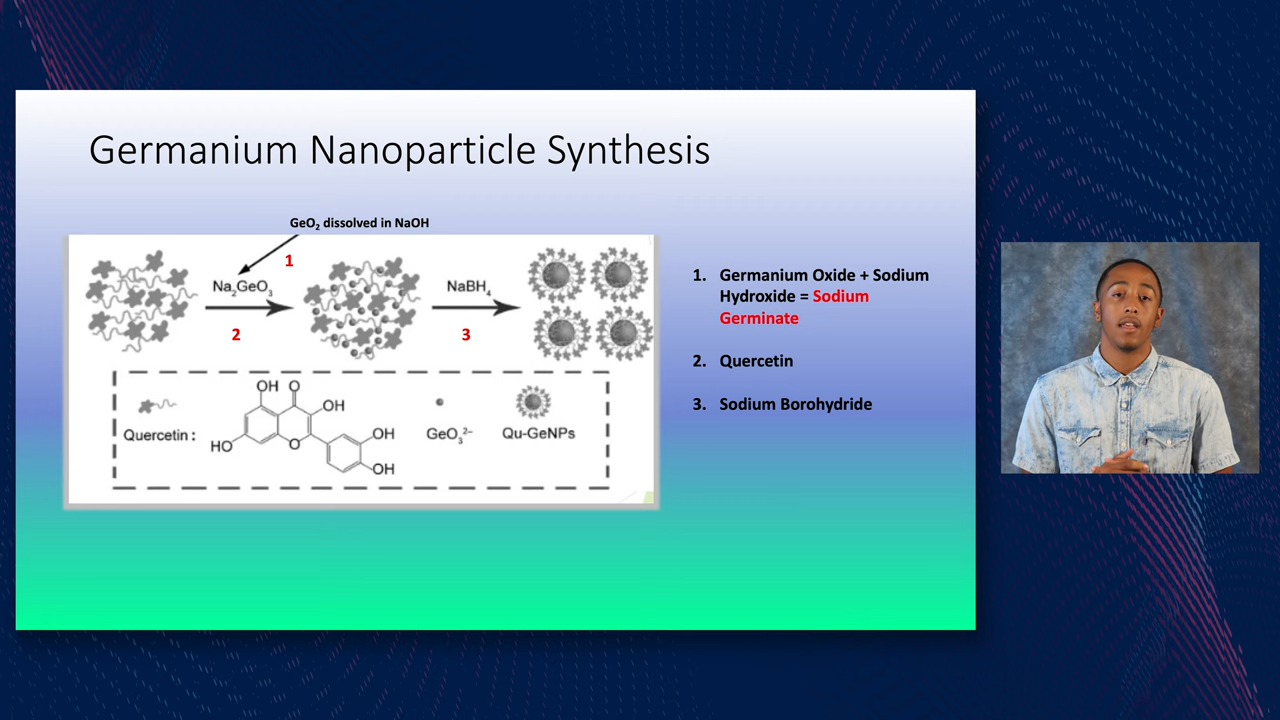 Germanium Nanoparticle Synthesis
GeO₂ dissolved in NaOH
1
Na₂GeO₃
2
NaBH₄
3
OH O
OH
OH
OH
HO
O
Quercetin :
GeO₃²⁻
Qu-GeNPs
1. Germanium Oxide + Sodium
Hydroxide = Sodium
Germinate
2. Quercetin
3. Sodium Borohydride